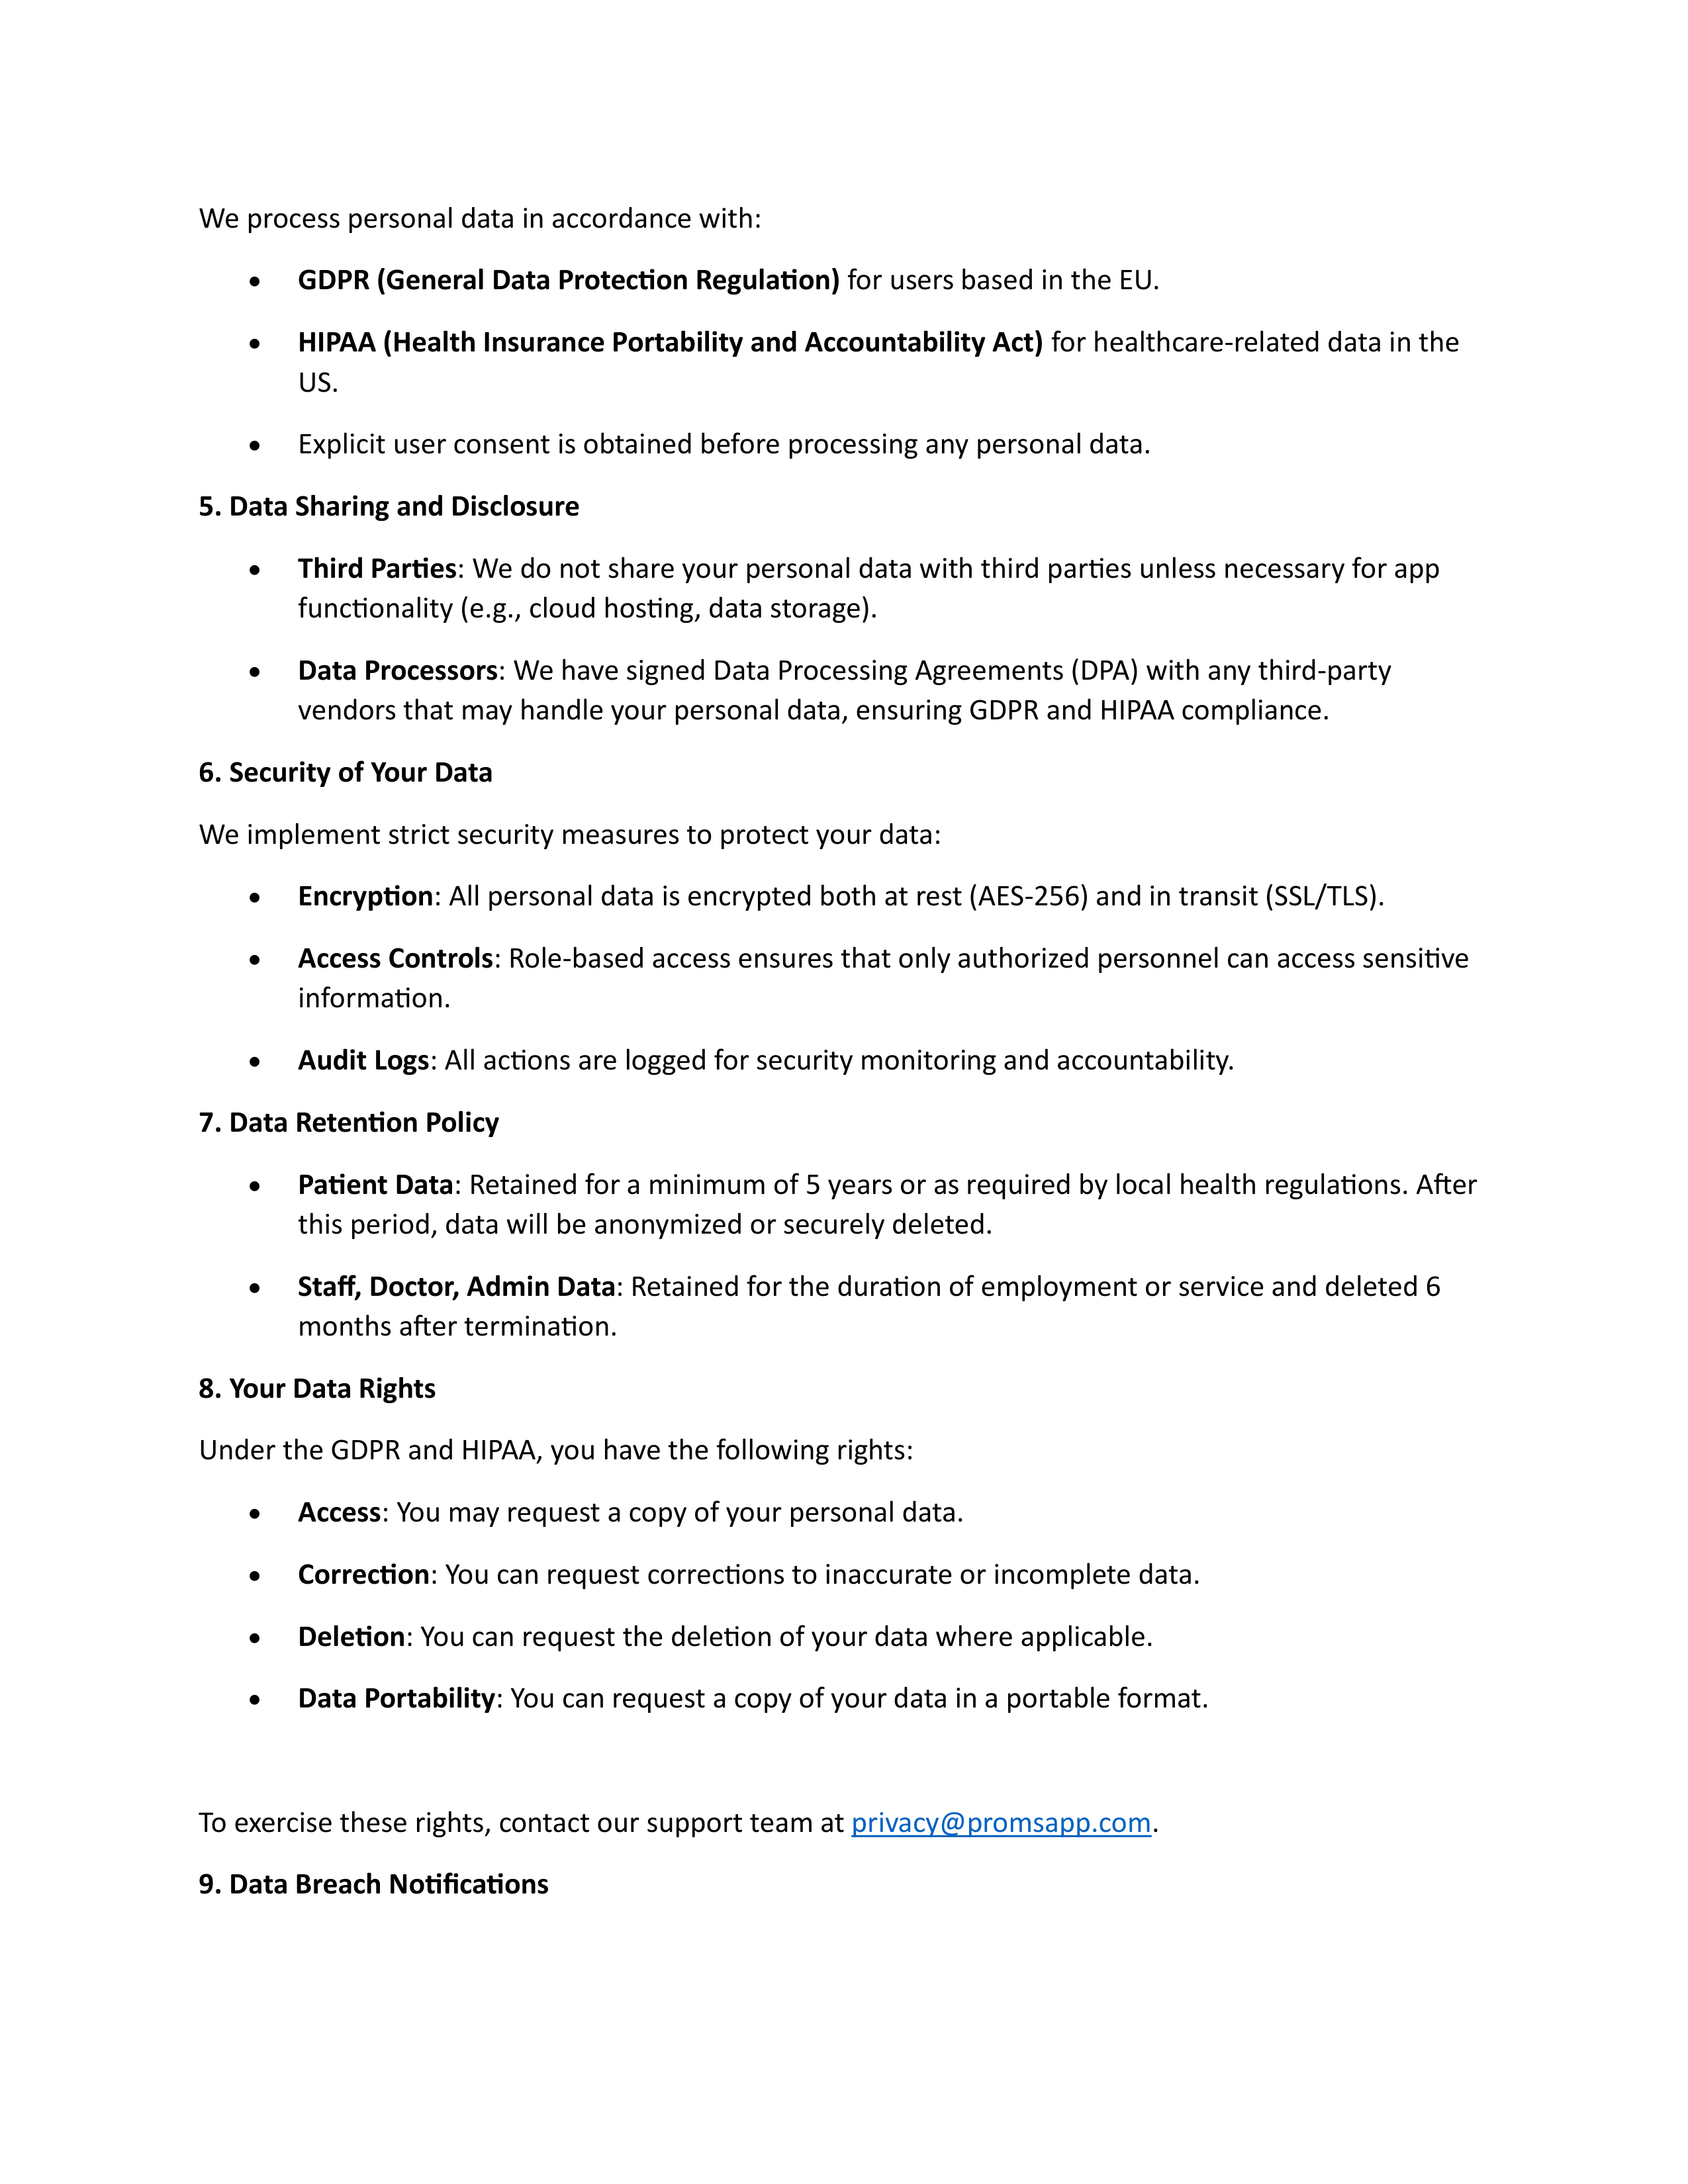 We process personal data in accordance with:
• GDPR (General Data Protection Regulation) for users based in the EU.
• HIPAA (Health Insurance Portability and Accountability Act) for healthcare-related data in the
US.
• Explicit user consent is obtained before processing any personal data.
5. Data Sharing and Disclosure
• Third Parties: We do not share your personal data with third parties unless necessary for app
functionality (e.g., cloud hosting, data storage).
• Data Processors: We have signed Data Processing Agreements (DPA) with any third-party
vendors that may handle your personal data, ensuring GDPR and HIPAA compliance.
6. Security of Your Data
We implement strict security measures to protect your data:
• Encryption: All personal data is encrypted both at rest (AES-256) and in transit (SSL/TLS).
• Access Controls: Role-based access ensures that only authorized personnel can access sensitive
information.
• Audit Logs: All actions are logged for security monitoring and accountability.
7. Data Retention Policy
• Patient Data: Retained for a minimum of 5 years or as required by local health regulations. After
this period, data will be anonymized or securely deleted.
• Staff, Doctor, Admin Data: Retained for the duration of employment or service and deleted 6
months after termination.
8. Your Data Rights
Under the GDPR and HIPAA, you have the following rights:
• Access: You may request a copy of your personal data.
• Correction: You can request corrections to inaccurate or incomplete data.
• Deletion: You can request the deletion of your data where applicable.
• Data Portability: You can request a copy of your data in a portable format.
To exercise these rights, contact our support team at privacy@promsapp.com.
9. Data Breach Notifications